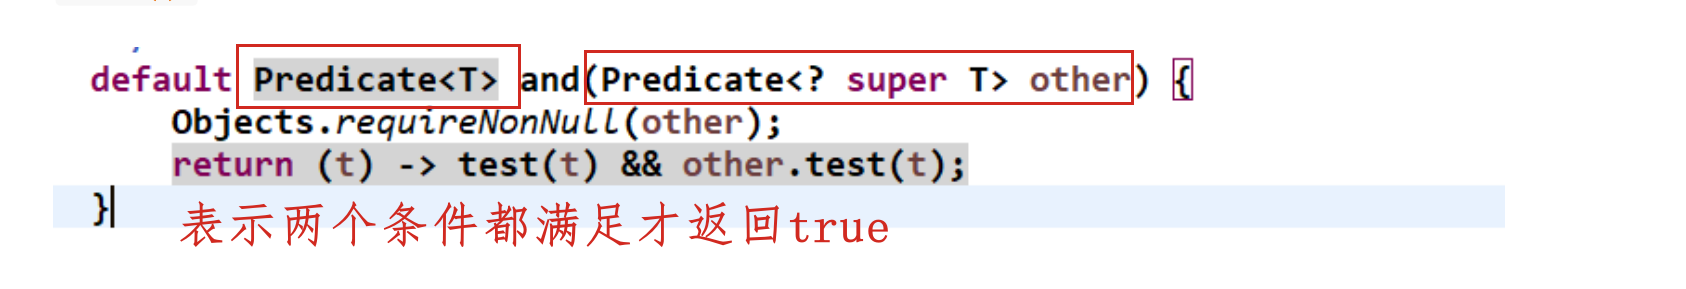 default Predicate<T> and(Predicate<? super T> other) {
Objects.requireNonNull(other);
return (t) -> test(t) && other.test(t);
}
表示两个条件都满足才返回true